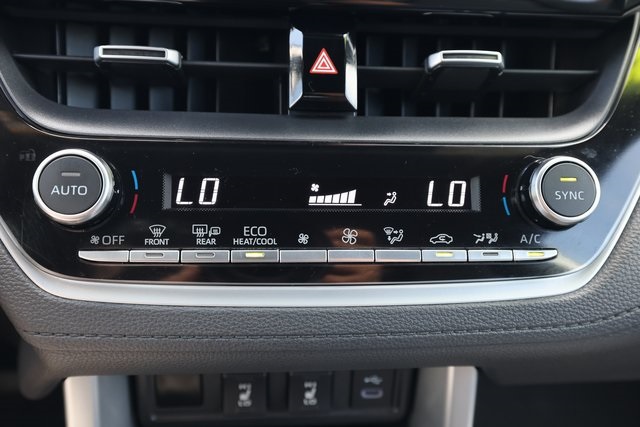 AUTO
LO
LO
SYNC
OFF
FRONT
REAR
ECO
HEAT/COOL
A/C